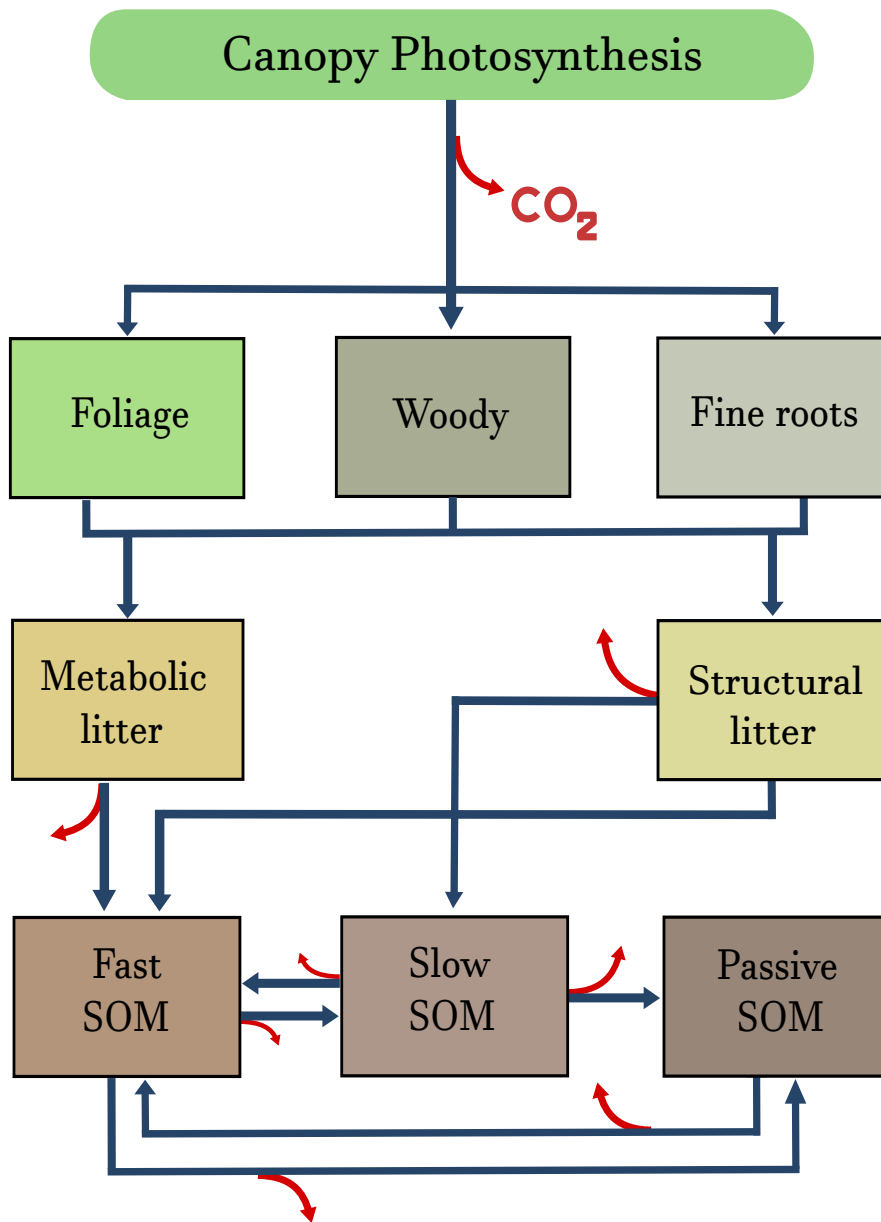 Canopy Photosynthesis
CO₂
Foliage
Woody
Fine roots
Metabolic
litter
Structural
litter
Fast
SOM
Slow
SOM
Passive
SOM